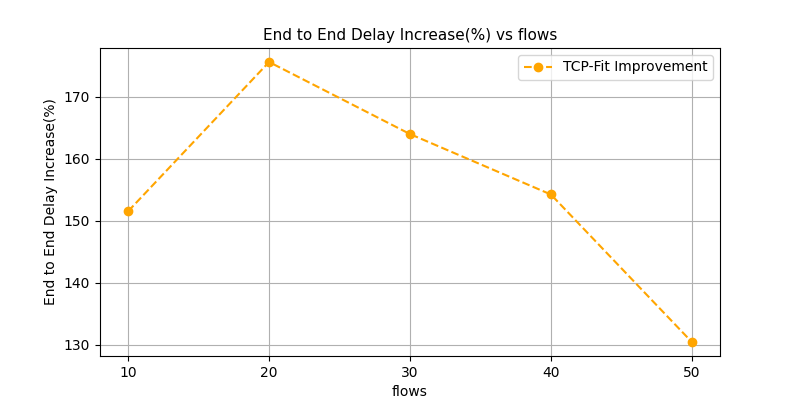 End to End Delay Increase(%) vs flows
TCP-Fit Improvement
End to End Delay Increase(%)
170
160
150
140
130
10 20 30 40 50
flows